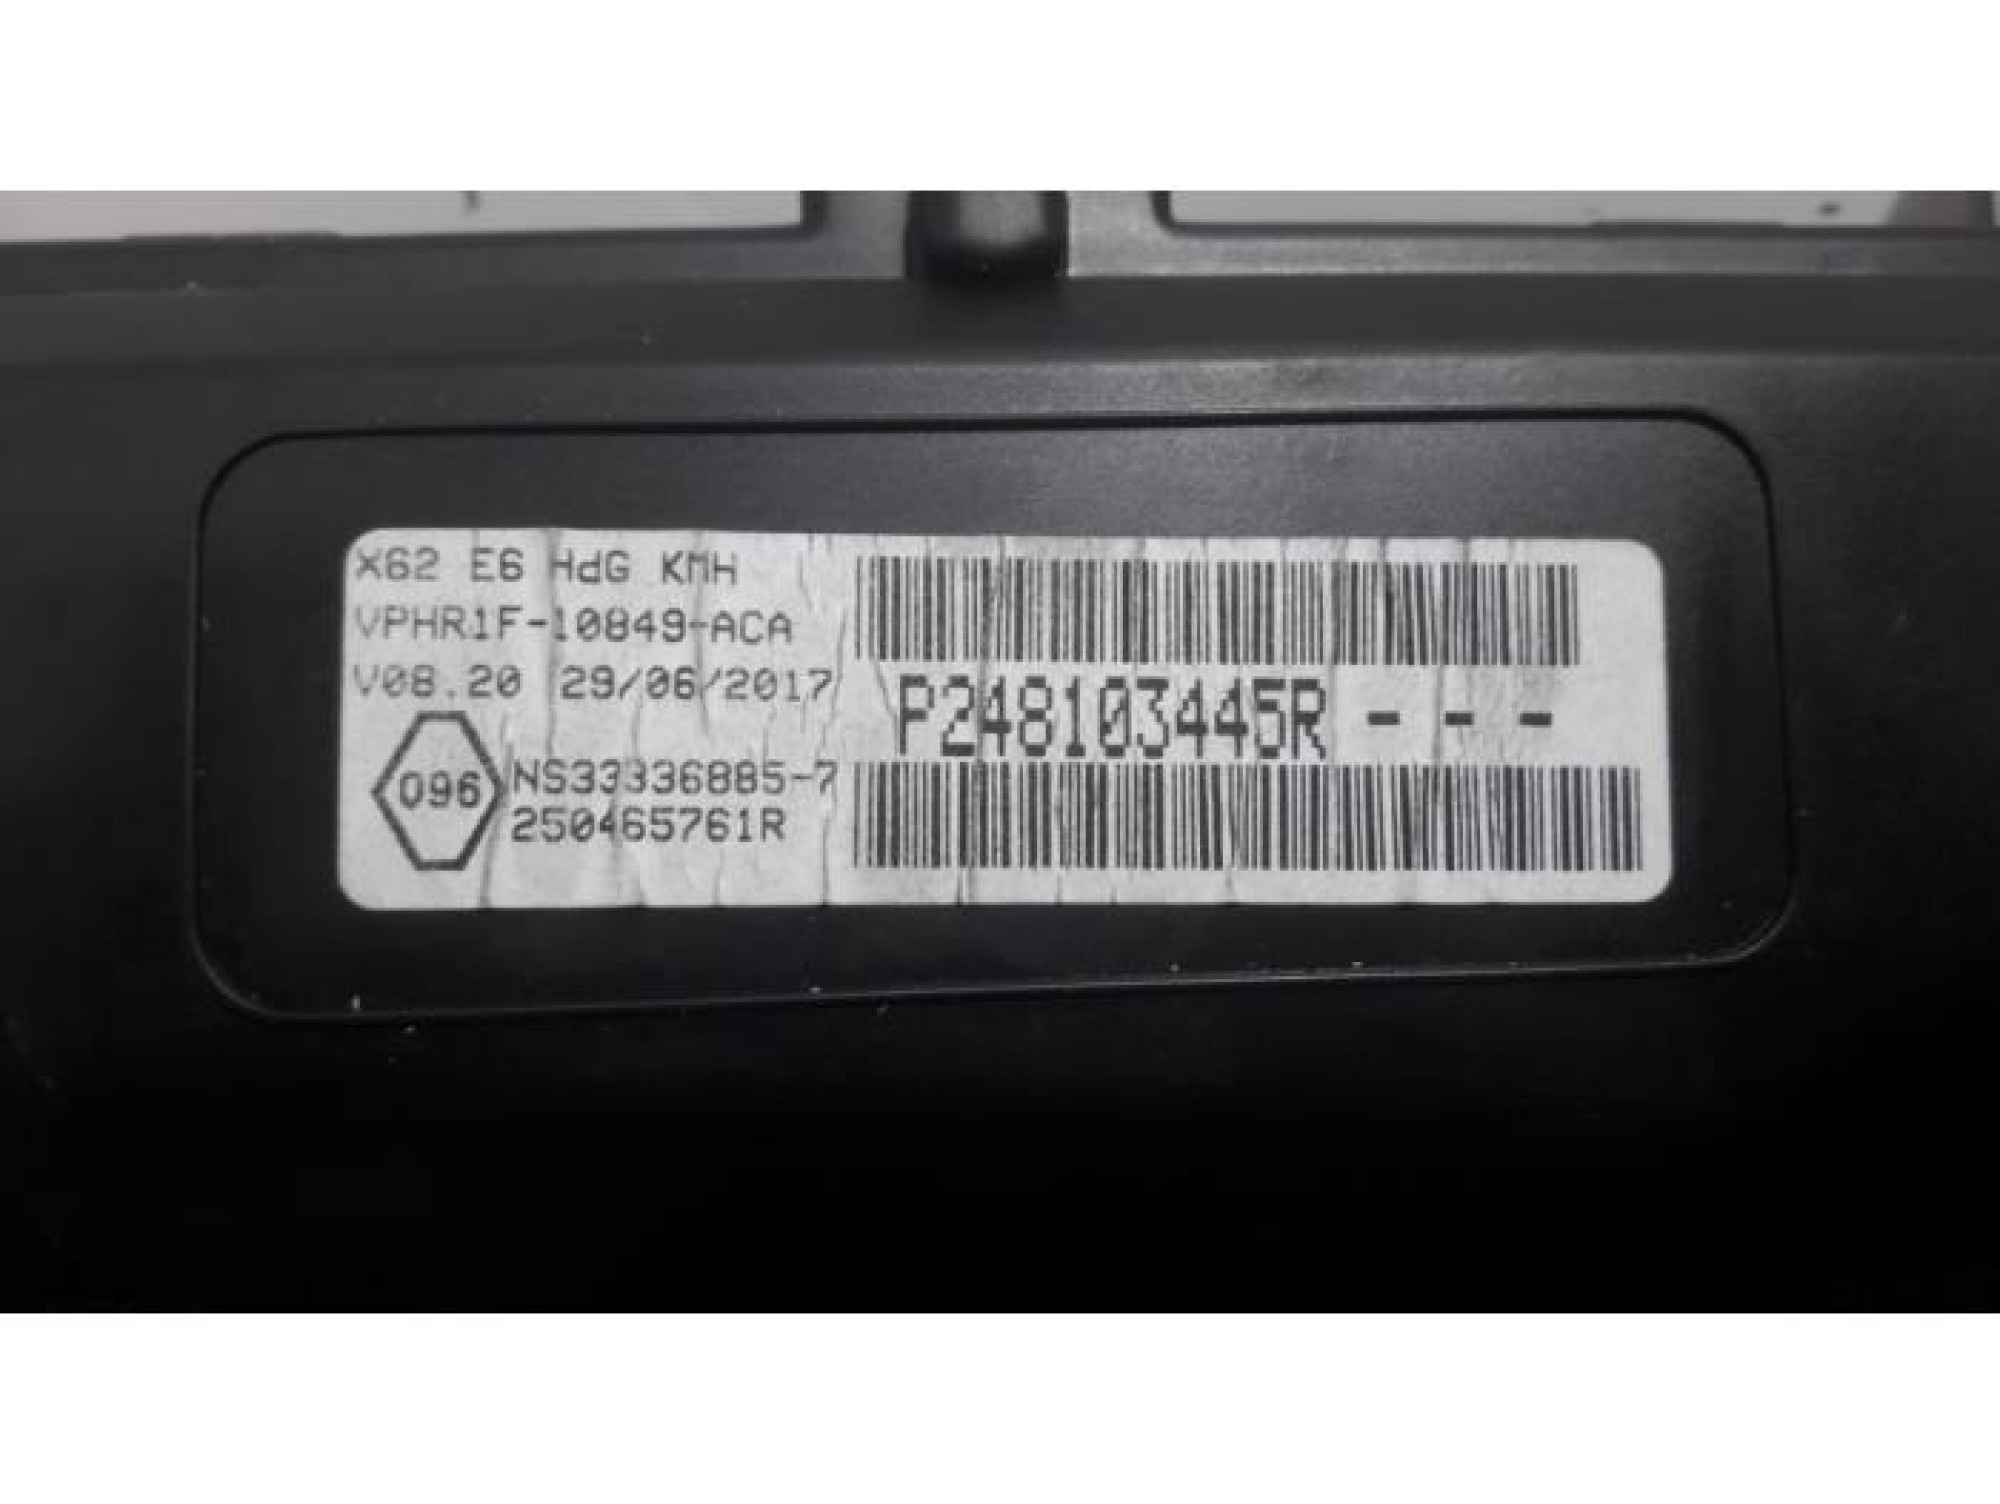 X62 E6 HdG KMH
VPHR1F-10849-ACA
V08.20 29/06/2017
096
NS33336885-7
250465761R
P248103445R - - -